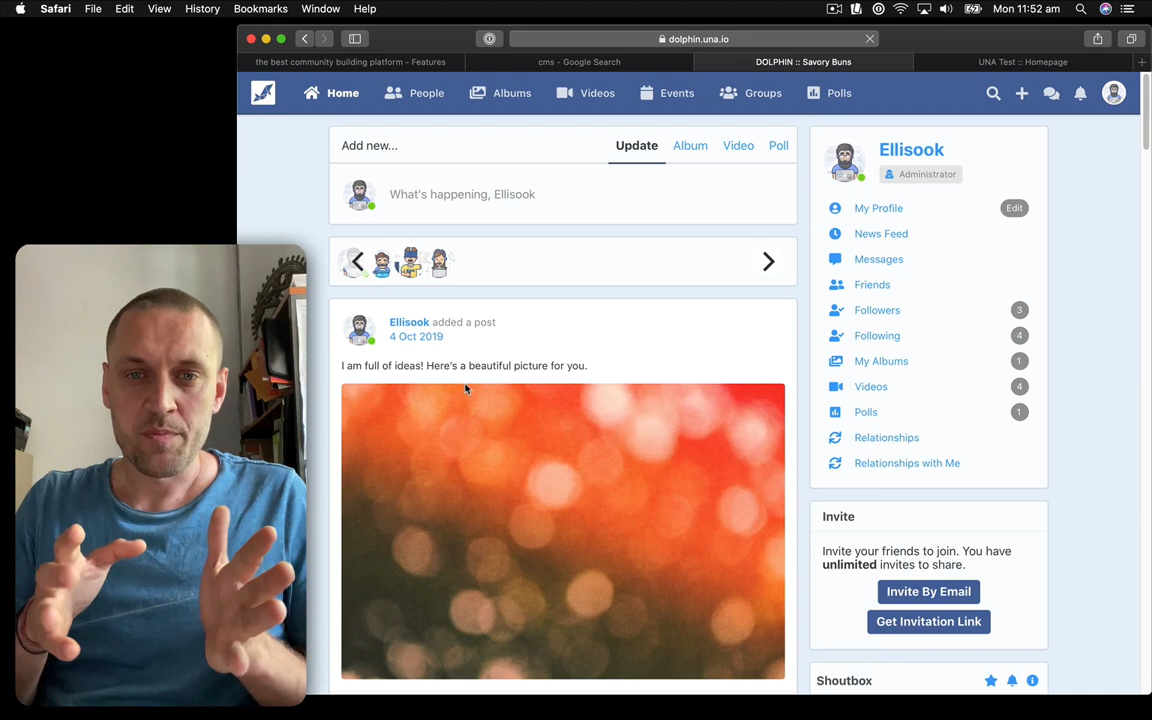 Safari File Edit View History Bookmarks Window Help Mon 11:52 am
dolphin.una.io
the best community building platform - Features
cms - Google Search
DOLPHIN :: Savory Buns
UNA Test :: Homepage
Home People Albums Videos Events Groups Polls
Add new... Update Album Video Poll
What's happening, Ellisook
Ellisook added a post
4 Oct 2019
I am full of ideas! Here's a beautiful picture for you.
Ellisook
Administrator
My Profile Edit
News Feed
Messages
Friends
Followers 3
Following 4
My Albums 1
Videos 4
Polls 1
Relationships
Relationships with Me
Invite
Invite your friends to join. You have
unlimited invites to share.
Invite By Email
Get Invitation Link
Shoutbox